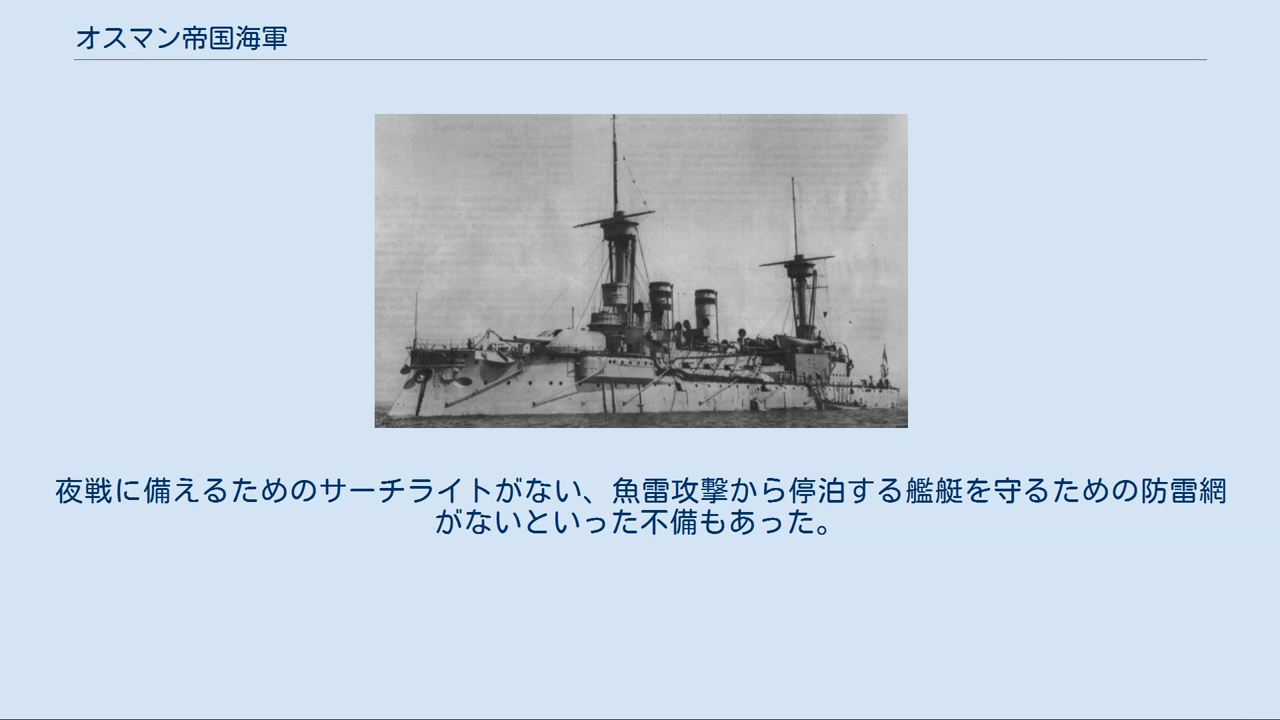 オスマン帝国海軍
夜戦に備えるためのサーチライトがない、魚雷攻撃から停泊する艦艇を守るための防雷網
がないといった不備もあった。